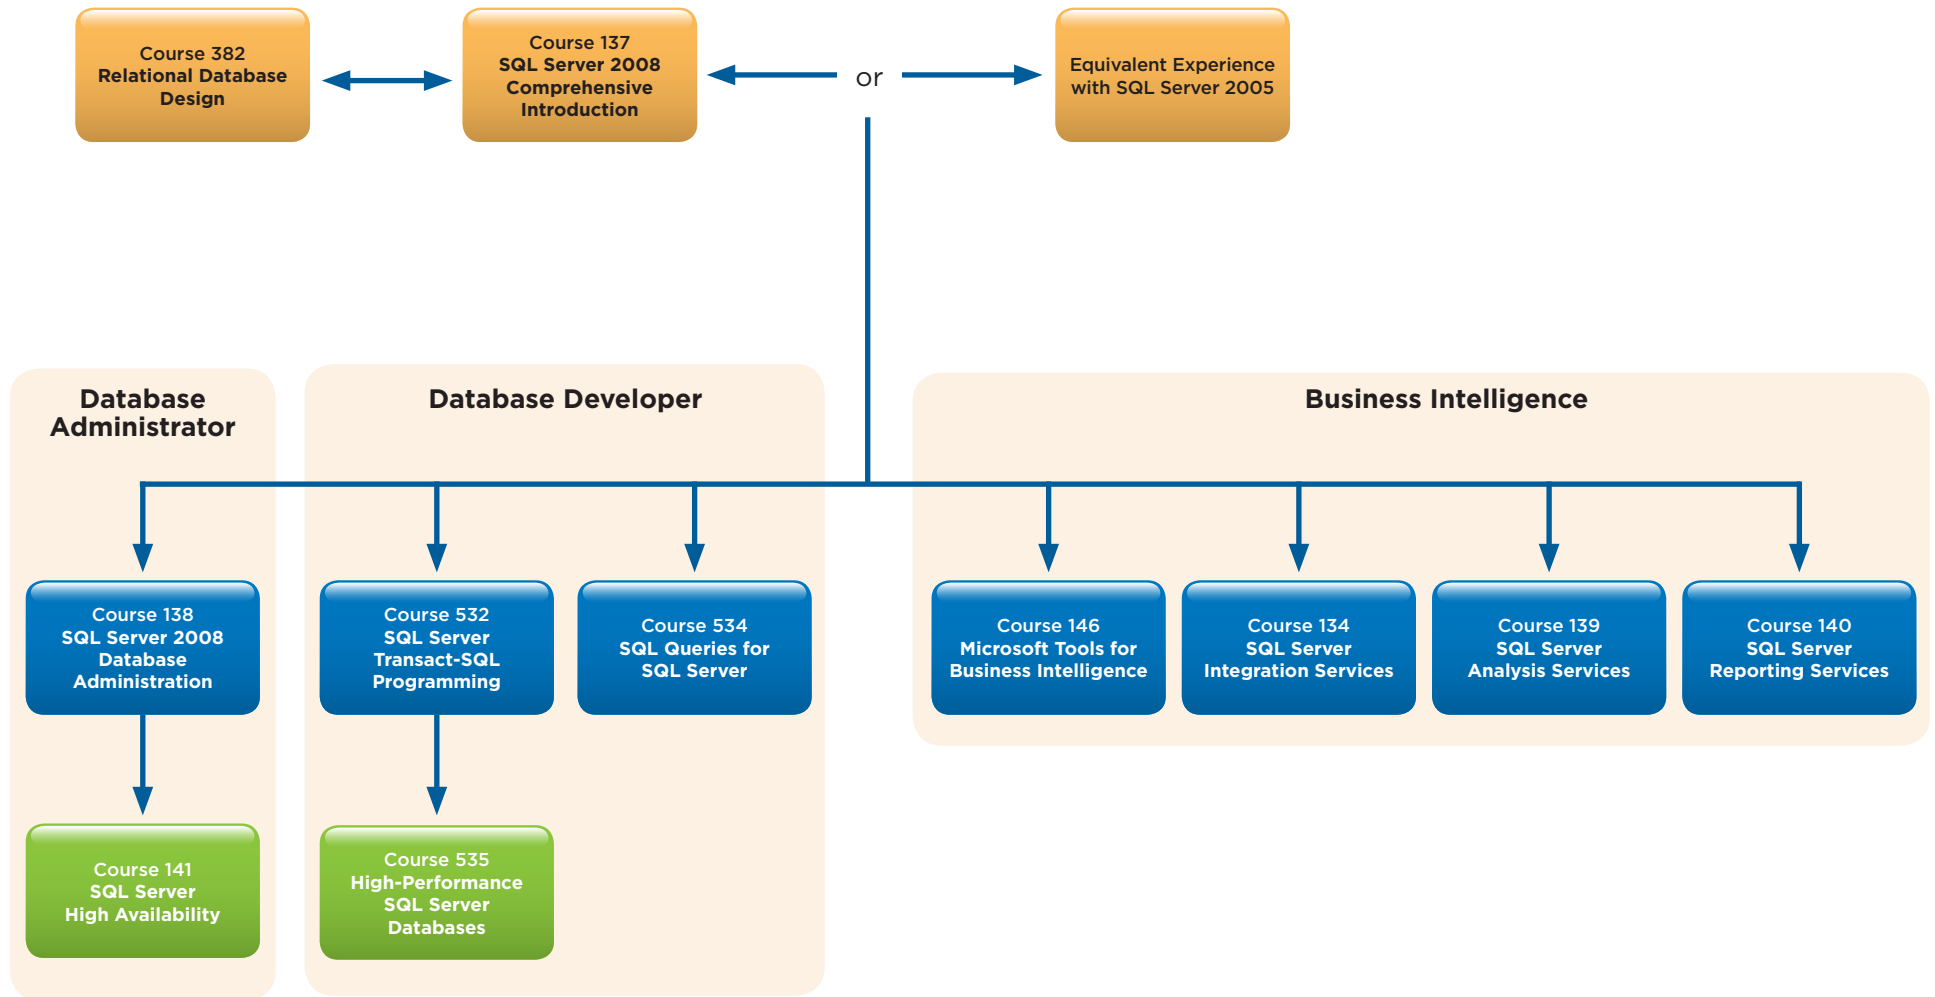 Course 382
Relational Database
Design
Course 137
SQL Server 2008
Comprehensive
Introduction
or
Equivalent Experience
with SQL Server 2005
Database
Administrator
Database Developer
Business Intelligence
Course 138
SQL Server 2008
Database
Administration
Course 532
SQL Server
Transact-SQL
Programming
Course 534
SQL Queries for
SQL Server
Course 146
Microsoft Tools for
Business Intelligence
Course 134
SQL Server
Integration Services
Course 139
SQL Server
Analysis Services
Course 140
SQL Server
Reporting Services
Course 141
SQL Server
High Availability
Course 535
High-Performance
SQL Server
Databases